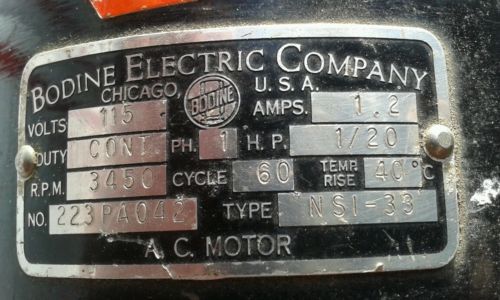 BODINE ELECTRIC COMPANY
CHICAGO, BODINE U.S.A.
VOLTS 115 AMPS. 1.2
DUTY CONT. PH. 1 H.P. 1/20
R.P.M. 3450 CYCLE 60 TEMP. RISE 40°C
NO. 223PA042 TYPE NSI-33
A.C. MOTOR